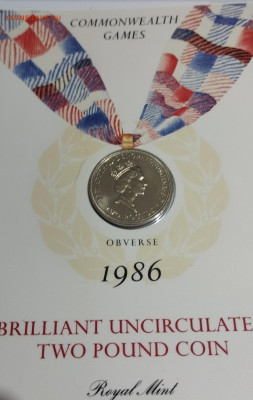 COMMONWEALTH
GAMES
OBVERSE
1986
BRILLIANT UNCIRCULATE
TWO POUND COIN
Royal Mint